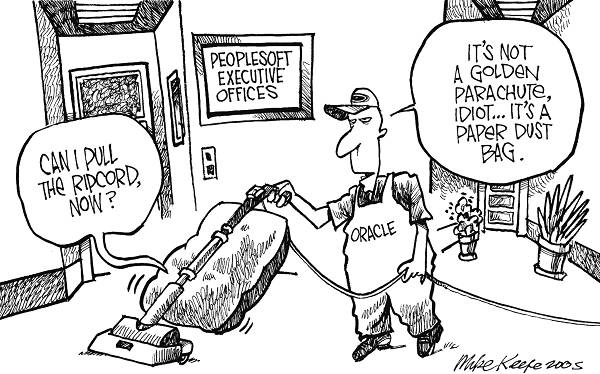 PEOPLESOFT
EXECUTIVE
OFFICES
CAN I PULL
THE RIPCORD,
NOW?
IT'S NOT
A GOLDEN
PARACHUTE,
IDIOT... IT'S A
PAPER DUST
BAG.
ORACLE
Mike Keefe 2005